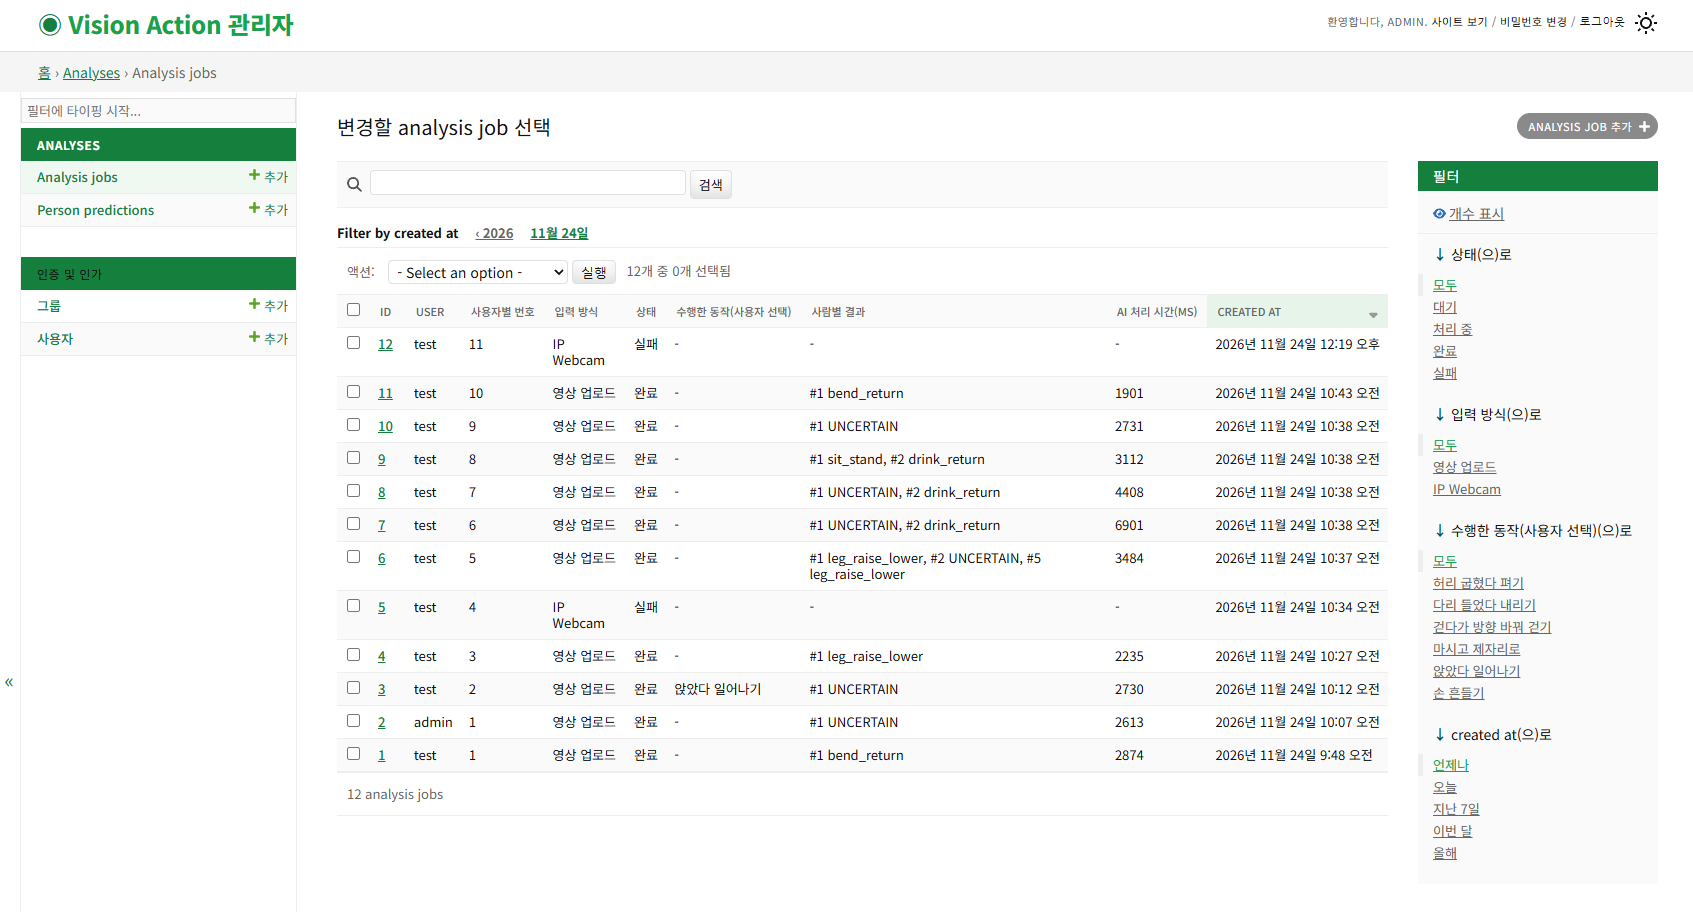 Vision Action 관리자
환영합니다, ADMIN. 사이트 보기 / 비밀번호 변경 / 로그아웃
홈 › Analyses › Analysis jobs
필터에 타이핑 시작...
ANALYSES
Analysis jobs + 추가
Person predictions + 추가
인증 및 인가
그룹 + 추가
사용자 + 추가
«
변경할 analysis job 선택
ANALYSIS JOB 추가 +
검색
Filter by created at ‹ 2026 11월 24일
액션: - Select an option - 실행 12개 중 0개 선택됨
ID USER 사용자별 번호 입력 방식 상태 수행한 동작(사용자 선택) 사람별 결과 AI 처리 시간(MS) CREATED AT
12 test 11 IP Webcam 실패 - - - 2026년 11월 24일 12:19 오후
11 test 10 영상 업로드 완료 - #1 bend_return 1901 2026년 11월 24일 10:43 오전
10 test 9 영상 업로드 완료 - #1 UNCERTAIN 2731 2026년 11월 24일 10:38 오전
9 test 8 영상 업로드 완료 - #1 sit_stand, #2 drink_return 3112 2026년 11월 24일 10:38 오전
8 test 7 영상 업로드 완료 - #1 UNCERTAIN, #2 drink_return 4408 2026년 11월 24일 10:38 오전
7 test 6 영상 업로드 완료 - #1 UNCERTAIN, #2 drink_return 6901 2026년 11월 24일 10:38 오전
6 test 5 영상 업로드 완료 - #1 leg_raise_lower, #2 UNCERTAIN, #5 leg_raise_lower 3484 2026년 11월 24일 10:37 오전
5 test 4 IP Webcam 실패 - - - 2026년 11월 24일 10:34 오전
4 test 3 영상 업로드 완료 - #1 leg_raise_lower 2235 2026년 11월 24일 10:27 오전
3 test 2 영상 업로드 완료 앉았다 일어나기 #1 UNCERTAIN 2730 2026년 11월 24일 10:12 오전
2 admin 1 영상 업로드 완료 - #1 UNCERTAIN 2613 2026년 11월 24일 10:07 오전
1 test 1 영상 업로드 완료 - #1 bend_return 2874 2026년 11월 24일 9:48 오전
12 analysis jobs
필터
개수 표시
↓ 상태(으)로
모두
대기
처리 중
완료
실패
↓ 입력 방식(으)로
모두
영상 업로드
IP Webcam
↓ 수행한 동작(사용자 선택)(으)로
모두
허리 굽혔다 펴기
다리 들었다 내리기
걷다가 방향 바꿔 걷기
마시고 제자리로
앉았다 일어나기
손 흔들기
↓ created at(으)로
언제나
오늘
지난 7일
이번 달
올해